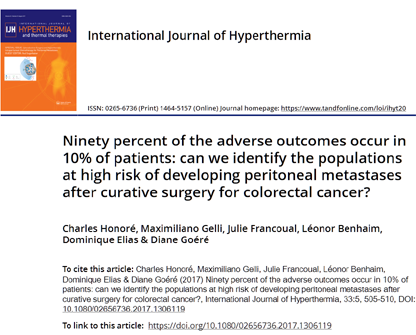 IJH HYPERTHERMIA
and thermal therapies
International Journal of Hyperthermia
ISSN: 0265-6736 (Print) 1464-5157 (Online) Journal homepage: https://www.tandfonline.com/loi/ihyt20
Ninety percent of the adverse outcomes occur in
10% of patients: can we identify the populations
at high risk of developing peritoneal metastases
after curative surgery for colorectal cancer?
Charles Honoré, Maximiliano Gelli, Julie Francoual, Léonor Benhaim,
Dominique Elias & Diane Goéré
To cite this article: Charles Honoré, Maximiliano Gelli, Julie Francoual, Léonor Benhaim,
Dominique Elias & Diane Goéré (2017) Ninety percent of the adverse outcomes occur in 10% of
patients: can we identify the populations at high risk of developing peritoneal metastases after
curative surgery for colorectal cancer?, International Journal of Hyperthermia, 33:5, 505-510, DOI:
10.1080/02656736.2017.1306119
To link to this article: https://doi.org/10.1080/02656736.2017.1306119